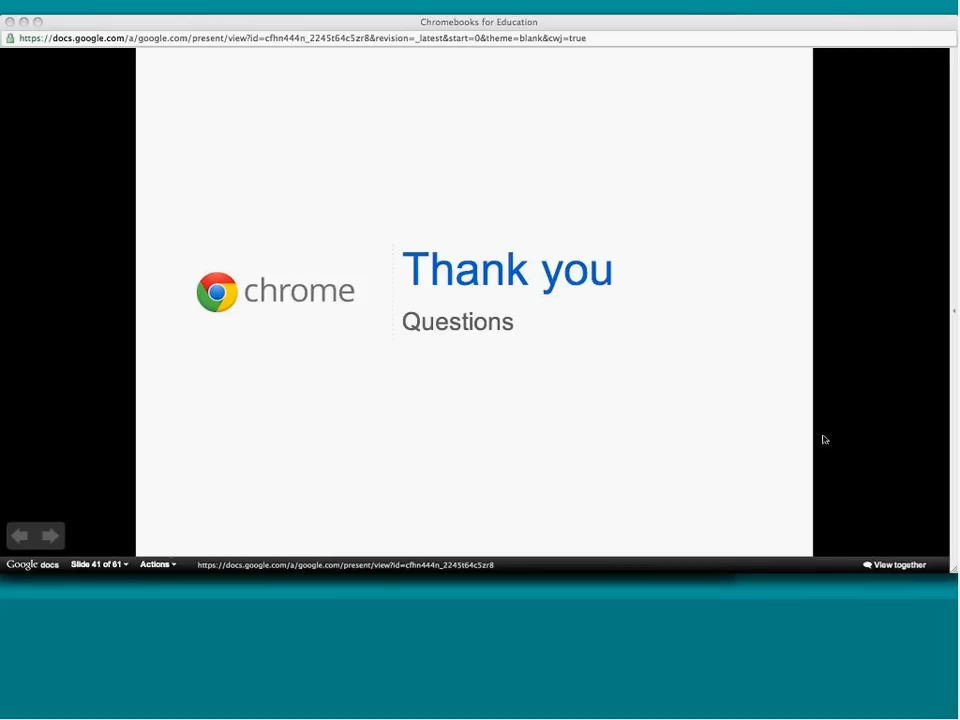 Chromebooks for Education
https://docs.google.com/a/google.com/present/view?id=cfhn444n_2245t64c5zr8&revision=_latest&start=0&theme=blank&cwj=true
Thank you
chrome
Questions
Google docs Slide 41 of 61 Actions https://docs.google.com/a/google.com/present/view?id=cfhn444n_2245t64c5zr8 View together